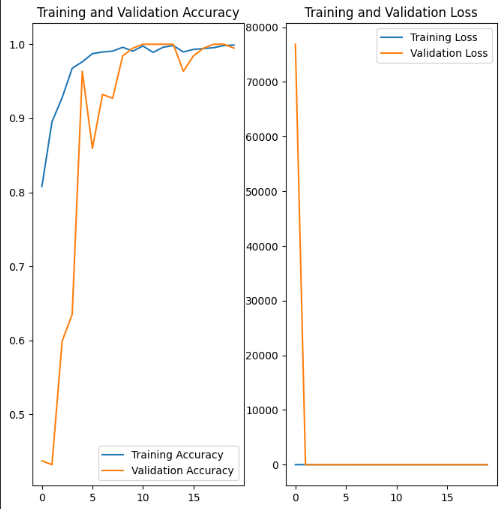 Training and Validation Accuracy
1.0
0.9
0.8
0.7
0.6
0.5
Training Accuracy
Validation Accuracy
0 5 10 15
Training and Validation Loss
80000
70000
60000
50000
40000
30000
20000
10000
0
Training Loss
Validation Loss
0 5 10 15